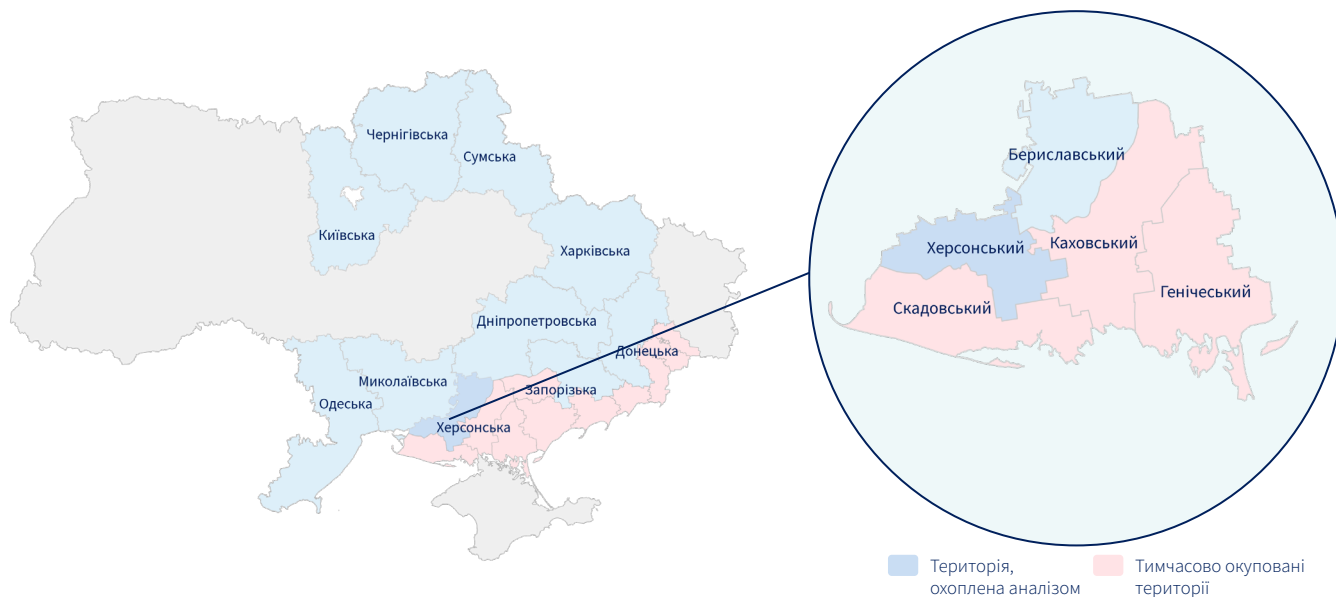 Чернігівська
Сумська
Київська
Харківська
Дніпропетровська
Донецька
Миколаївська
Запорізька
Одеська
Херсонська
Бериславський
Херсонський
Каховський
Генічеський
Скадовський
Територія,
охоплена аналізом
Тимчасово окуповані
території